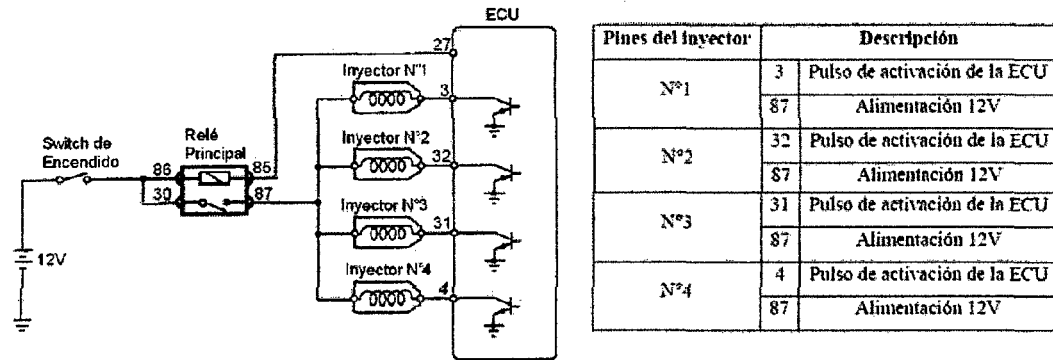 ECU
27
Inyector N°1
3
Inyector N°2
32
Switch de
Encendido
Relé
Principal
86
85
30
87
Inyector N°3
31
12V
Inyector N°4
4
Pines del inyector Descripción
N°1 3 Pulso de activación de la ECU
87 Alimentación 12V
N°2 32 Pulso de activación de la ECU
87 Alimentación 12V
N°3 31 Pulso de activación de la ECU
87 Alimentación 12V
N°4 4 Pulso de activación de la ECU
87 Alimentación 12V